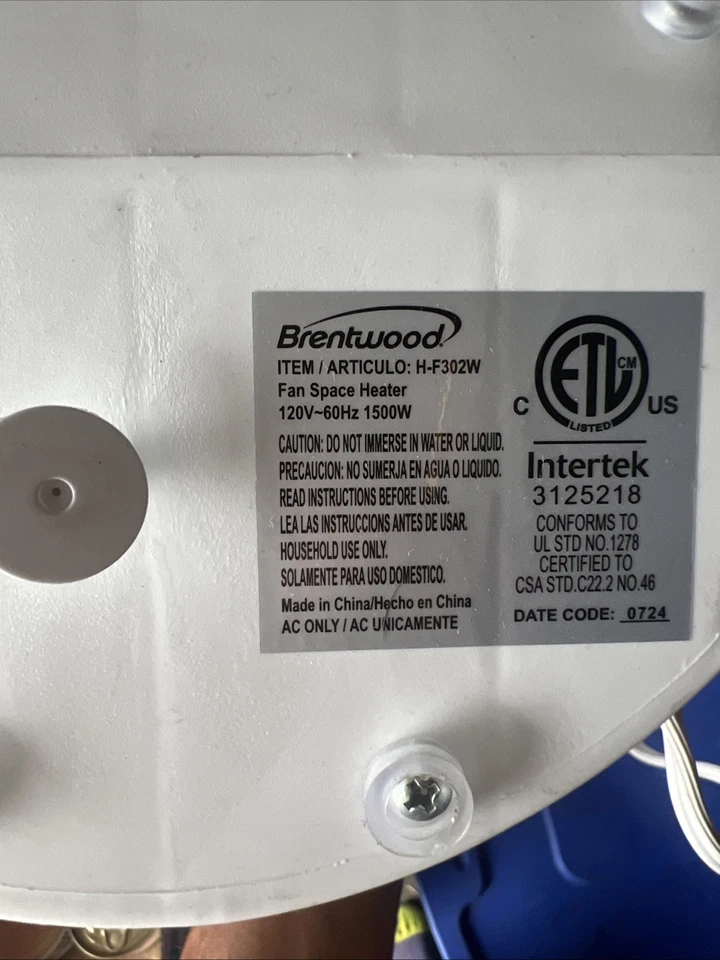 Brentwood
ITEM / ARTICULO: H-F302W
Fan Space Heater
120V~60Hz 1500W
CAUTION: DO NOT IMMERSE IN WATER OR LIQUID.
PRECAUCION: NO SUMERJA EN AGUA O LIQUIDO.
READ INSTRUCTIONS BEFORE USING.
LEA LAS INSTRUCCIONS ANTES DE USAR.
HOUSEHOLD USE ONLY.
SOLAMENTE PARA USO DOMESTICO.
Made in China/Hecho en China
AC ONLY / AC UNICAMENTE
ETL CM
C LISTED US
Intertek
3125218
CONFORMS TO
UL STD NO.1278
CERTIFIED TO
CSA STD.C22.2 NO.46
DATE CODE: 0724